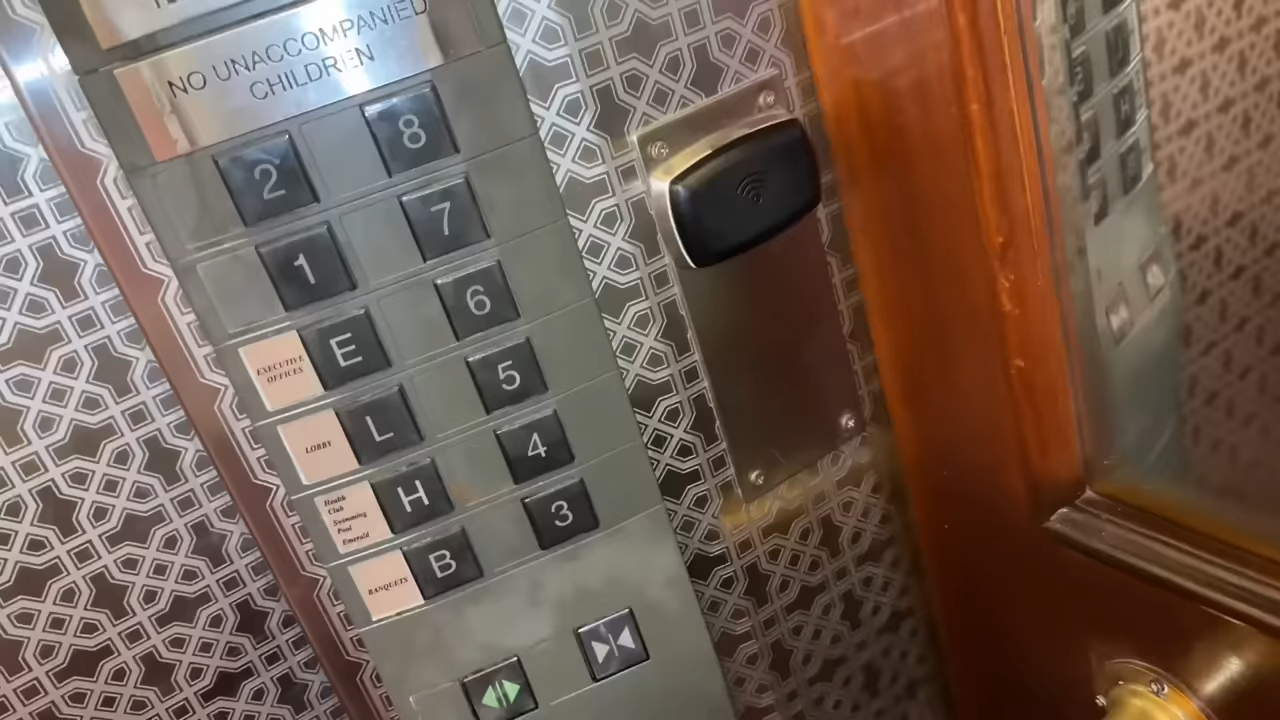 NO UNACCOMPANIED
CHILDREN
2
8
1
7
EXECUTIVE
OFFICES
E
6
LOBBY
L
5
Health
Club
Swimming
Pool
Emerald
H
4
BANQUETS
B
3